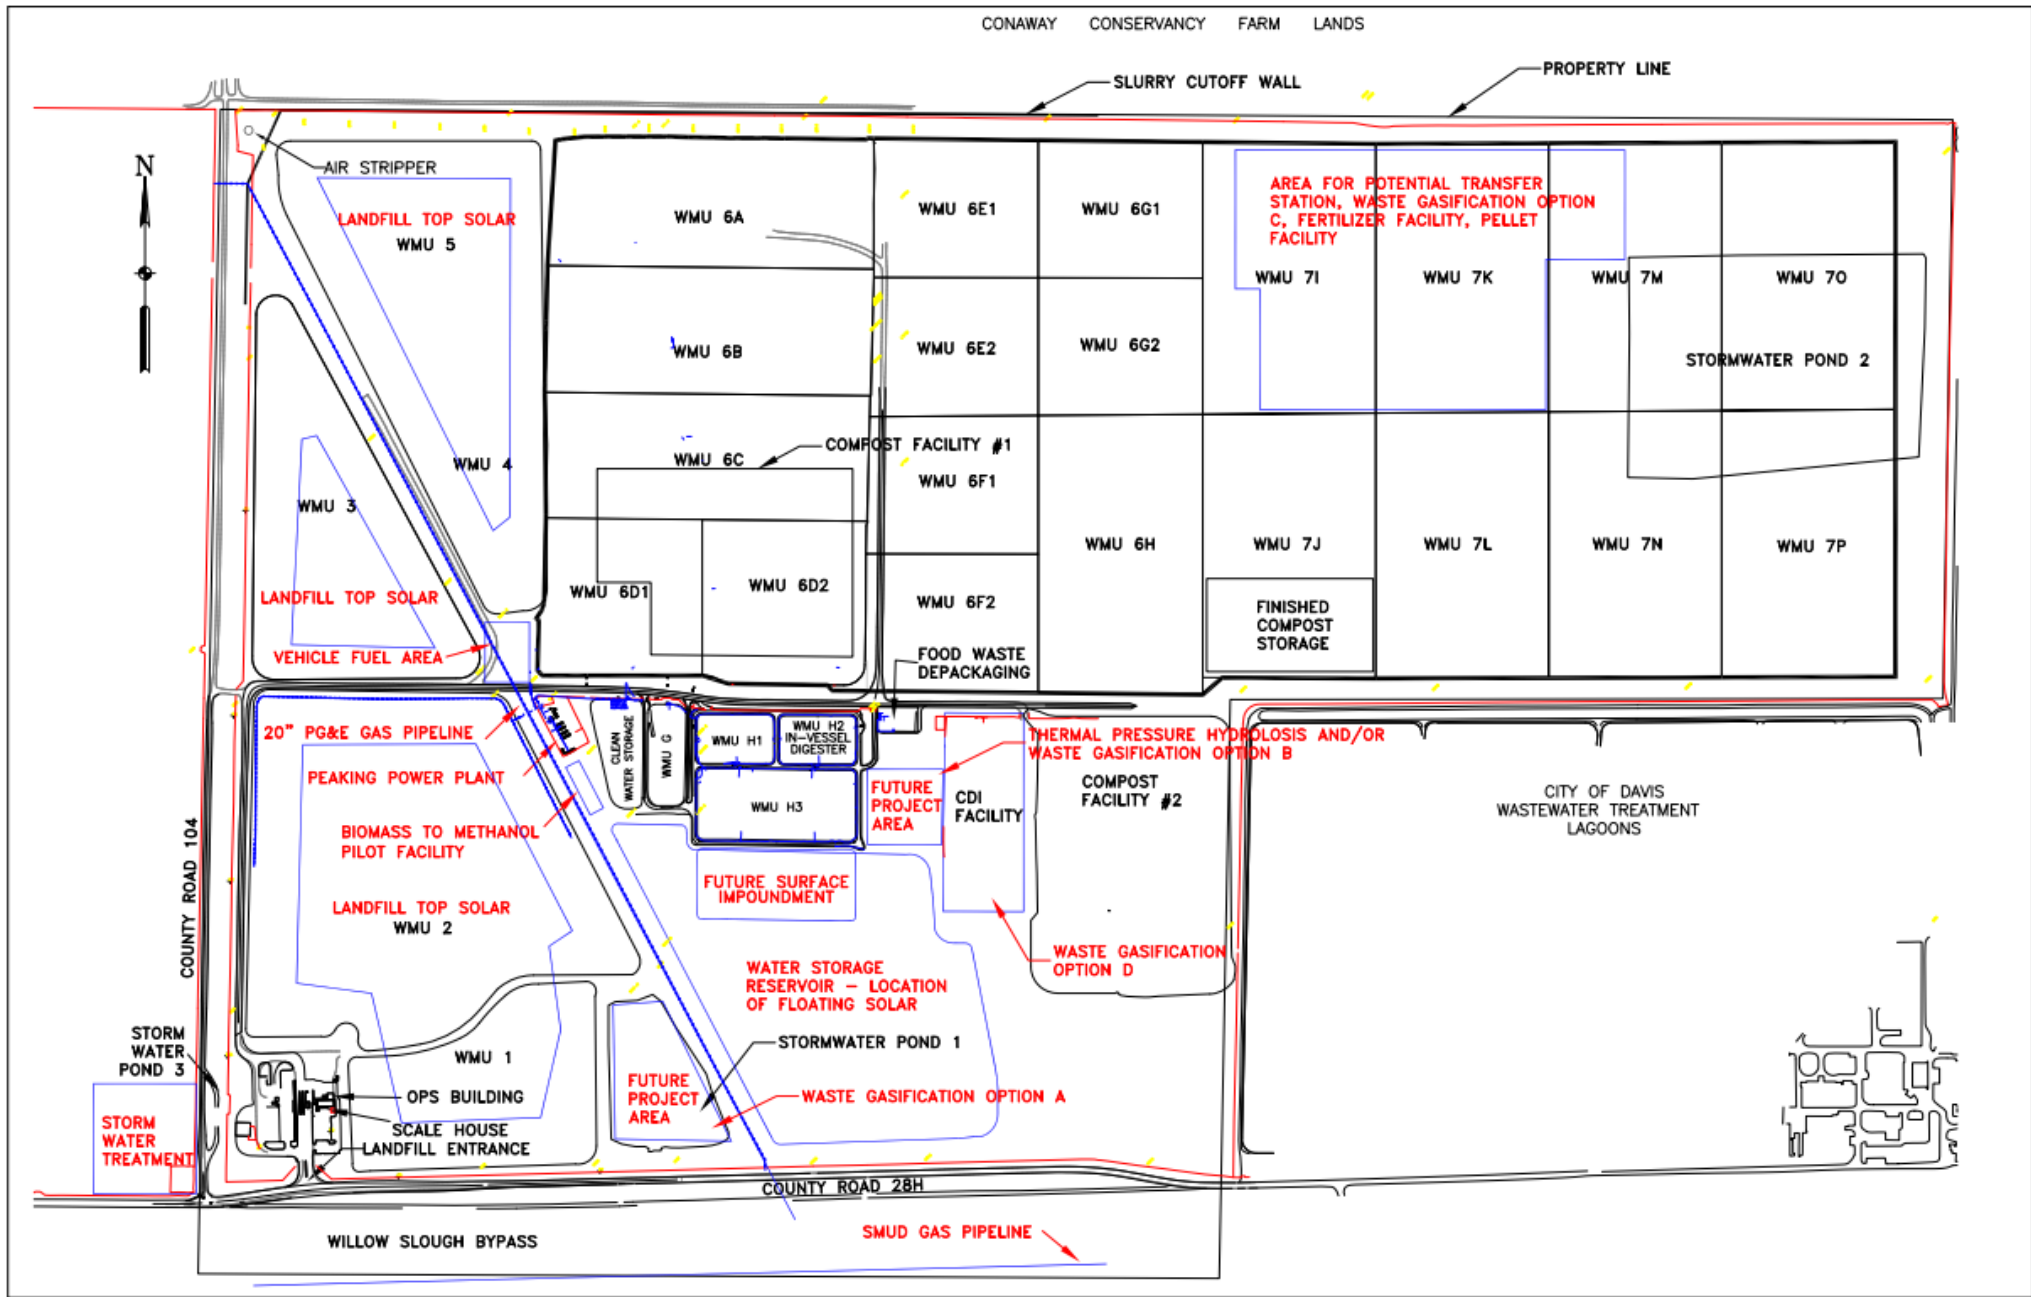 CONAWAY CONSERVANCY FARM LANDS
SLURRY CUTOFF WALL
PROPERTY LINE
N
AIR STRIPPER
LANDFILL TOP SOLAR
WMU 5
WMU 6A
WMU 6E1
WMU 6G1
AREA FOR POTENTIAL TRANSFER
STATION, WASTE GASIFICATION OPTION
C, FERTILIZER FACILITY, PELLET
FACILITY
WMU 7I
WMU 7K
WMU 7M
WMU 7O
WMU 6B
WMU 6E2
WMU 6G2
STORMWATER POND 2
WMU 4
WMU 6C
COMPOST FACILITY #1
WMU 6F1
WMU 3
WMU 6H
WMU 7J
WMU 7L
WMU 7N
WMU 7P
LANDFILL TOP SOLAR
WMU 6D1
WMU 6D2
WMU 6F2
FINISHED
COMPOST
STORAGE
VEHICLE FUEL AREA
FOOD WASTE
DEPACKAGING
20" PG&E GAS PIPELINE
PEAKING POWER PLANT
CLEAN
WATER STORAGE
WMU G
WMU H1
WMU H2
IN-VESSEL
DIGESTER
WMU H3
THERMAL PRESSURE HYDROLOSIS AND/OR
WASTE GASIFICATION OPTION B
FUTURE
PROJECT
AREA
CDI
FACILITY
COMPOST
FACILITY #2
CITY OF DAVIS
WASTEWATER TREATMENT
LAGOONS
BIOMASS TO METHANOL
PILOT FACILITY
COUNTY ROAD 104
LANDFILL TOP SOLAR
WMU 2
FUTURE SURFACE
IMPOUNDMENT
WASTE GASIFICATION
OPTION D
WATER STORAGE
RESERVOIR – LOCATION
OF FLOATING SOLAR
STORM
WATER
POND 3
WMU 1
STORMWATER POND 1
OPS BUILDING
FUTURE
PROJECT
AREA
WASTE GASIFICATION OPTION A
STORM
WATER
TREATMENT
SCALE HOUSE
LANDFILL ENTRANCE
COUNTY ROAD 28H
WILLOW SLOUGH BYPASS
SMUD GAS PIPELINE